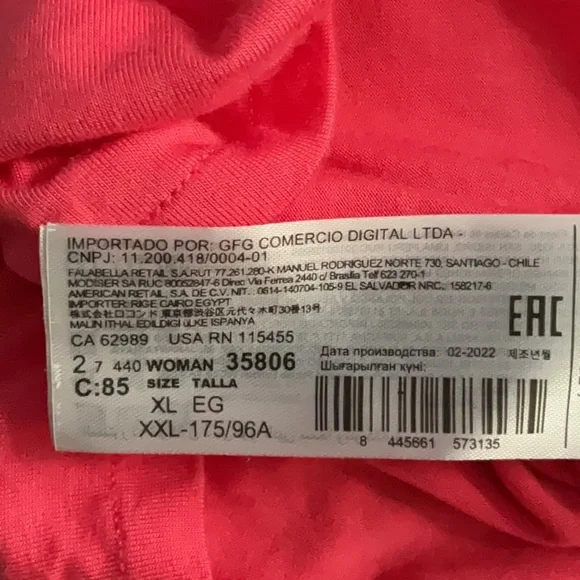 IMPORTADO POR: GFG COMERCIO DIGITAL LTDA -
CNPJ: 11.200.418/0004-01
FALABELLA RETAIL S.A.RUT 77.261.280-K MANUEL RODRIGUEZ NORTE 730, SANTIAGO - CHILE
MODISER SA RUC 80052847-6 Direc Via Ferrea 2440 c/ Brasilia Telf 623 270-1
AMERICAN RETAIL, S.A. DE C.V. NIT.: 0614-140704-105-9 EL SALVADOR NRC.: 158217-6
IMPORTER: RIGE CAIRO EGYPT
株式会社ロコンド 東京都渋谷区元代々木町30番13号
MALIN ITHAL EDILDIGI ULKE ISPANYA
EAC
CA 62989 USA RN 115455
2 7 440 WOMAN 35806
C:85 SIZE TALLA
XL EG
XXL-175/96A
Дата производства: 02-2022 제조년월
Шығарылған күні:
8 445661 573135